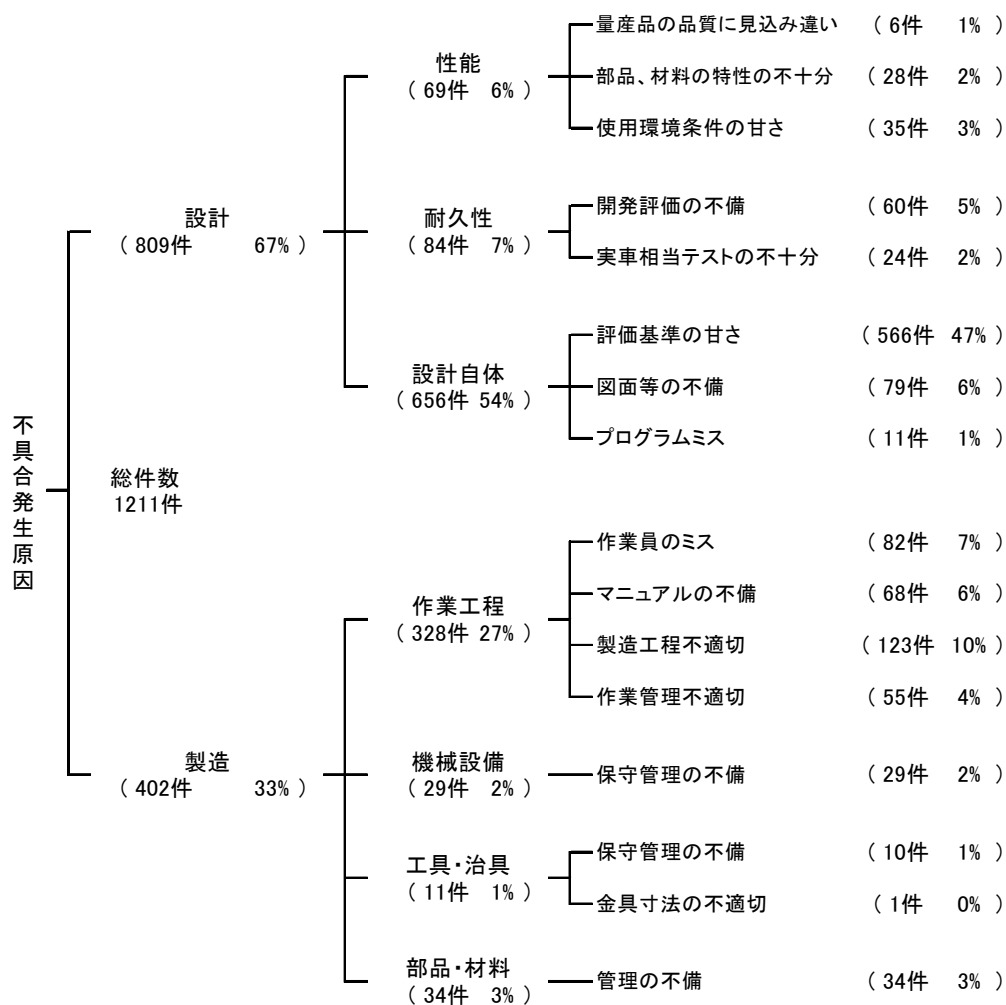 不具合発生原因
総件数
1211件
設計
（ 809件 67% ）
性能
（ 69件 6% ）
量産品の品質に見込み違い （ 6件 1% ）
部品、材料の特性の不十分 （ 28件 2% ）
使用環境条件の甘さ （ 35件 3% ）
耐久性
（ 84件 7% ）
開発評価の不備 （ 60件 5% ）
実車相当テストの不十分 （ 24件 2% ）
設計自体
（ 656件 54% ）
評価基準の甘さ （ 566件 47% ）
図面等の不備 （ 79件 6% ）
プログラムミス （ 11件 1% ）
製造
（ 402件 33% ）
作業工程
（ 328件 27% ）
作業員のミス （ 82件 7% ）
マニュアルの不備 （ 68件 6% ）
製造工程不適切 （ 123件 10% ）
作業管理不適切 （ 55件 4% ）
機械設備
（ 29件 2% ）
保守管理の不備 （ 29件 2% ）
工具・治具
（ 11件 1% ）
保守管理の不備 （ 10件 1% ）
金具寸法の不適切 （ 1件 0% ）
部品・材料
（ 34件 3% ）
管理の不備 （ 34件 3% ）